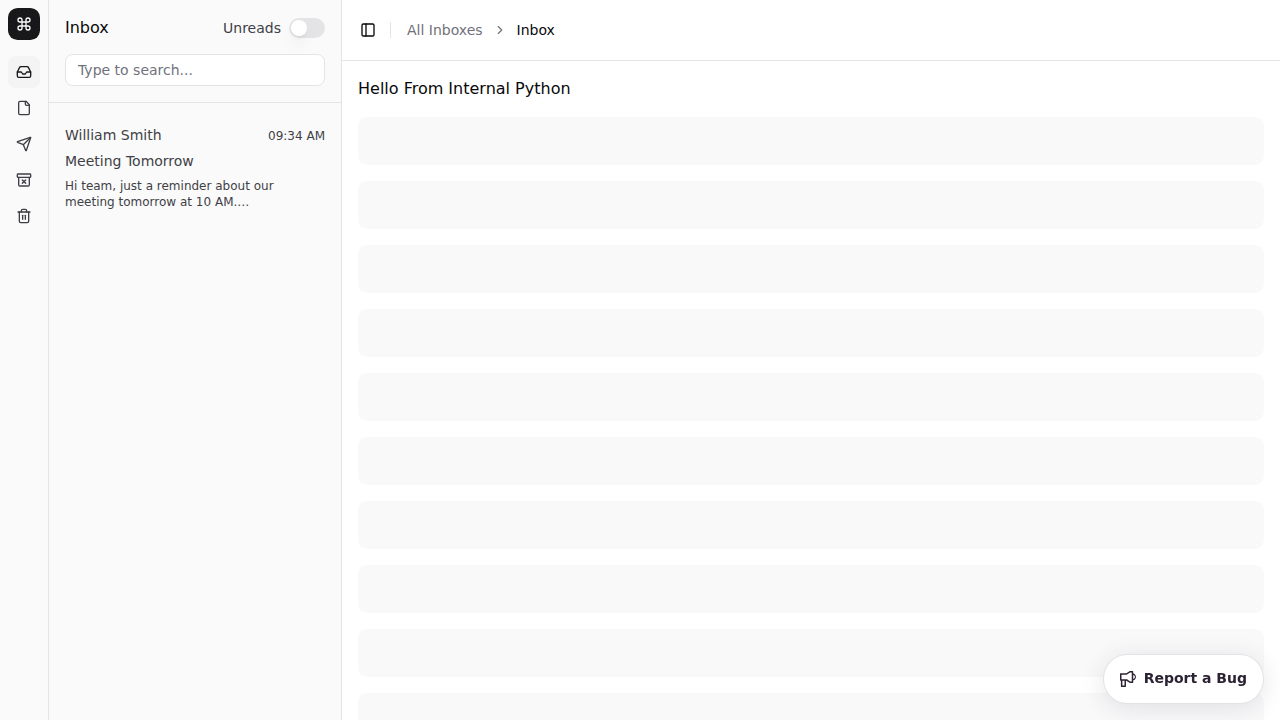 Inbox
Unreads
Type to search...
William Smith
09:34 AM
Meeting Tomorrow
Hi team, just a reminder about our
meeting tomorrow at 10 AM....
All Inboxes
Inbox
Hello From Internal Python
Report a Bug